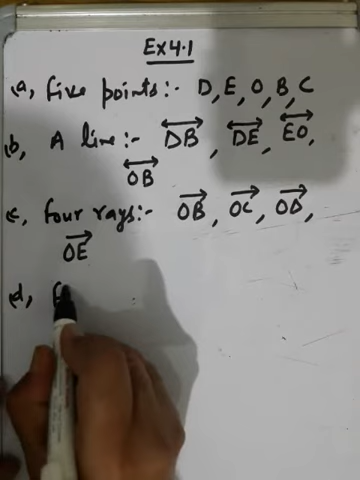 Ex 4.1
a, five points:- D, E, O, B, C
b, A line:- DB, DE, EO,
OB
c, four rays:- OB, OC, OD,
OE
d,